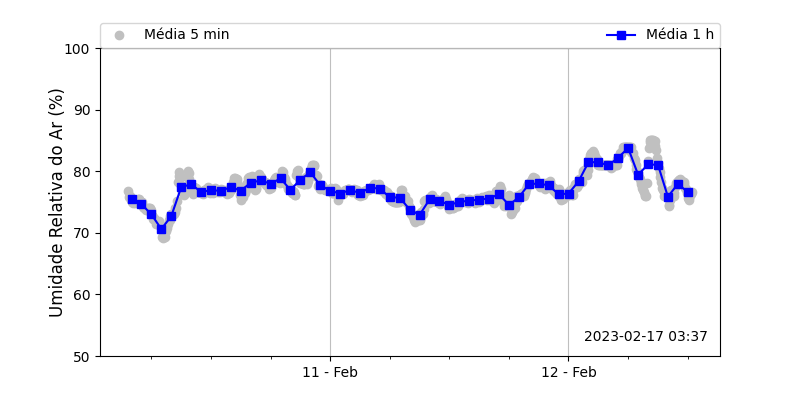 Média 5 min
Média 1 h
Umidade Relativa do Ar (%)
100
90
80
70
60
50
2023-02-17 03:37
11 - Feb
12 - Feb